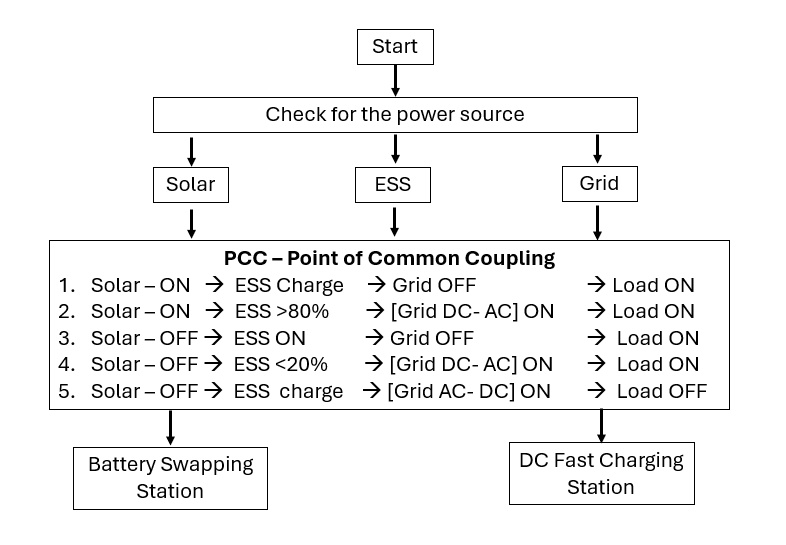 Start
Check for the power source
Solar
ESS
Grid
PCC – Point of Common Coupling
1. Solar – ON → ESS Charge → Grid OFF → Load ON
2. Solar – ON → ESS >80% → [Grid DC- AC] ON → Load ON
3. Solar – OFF → ESS ON → Grid OFF → Load ON
4. Solar – OFF → ESS <20% → [Grid DC- AC] ON → Load ON
5. Solar – OFF → ESS charge → [Grid AC- DC] ON → Load OFF
Battery Swapping
Station
DC Fast Charging
Station